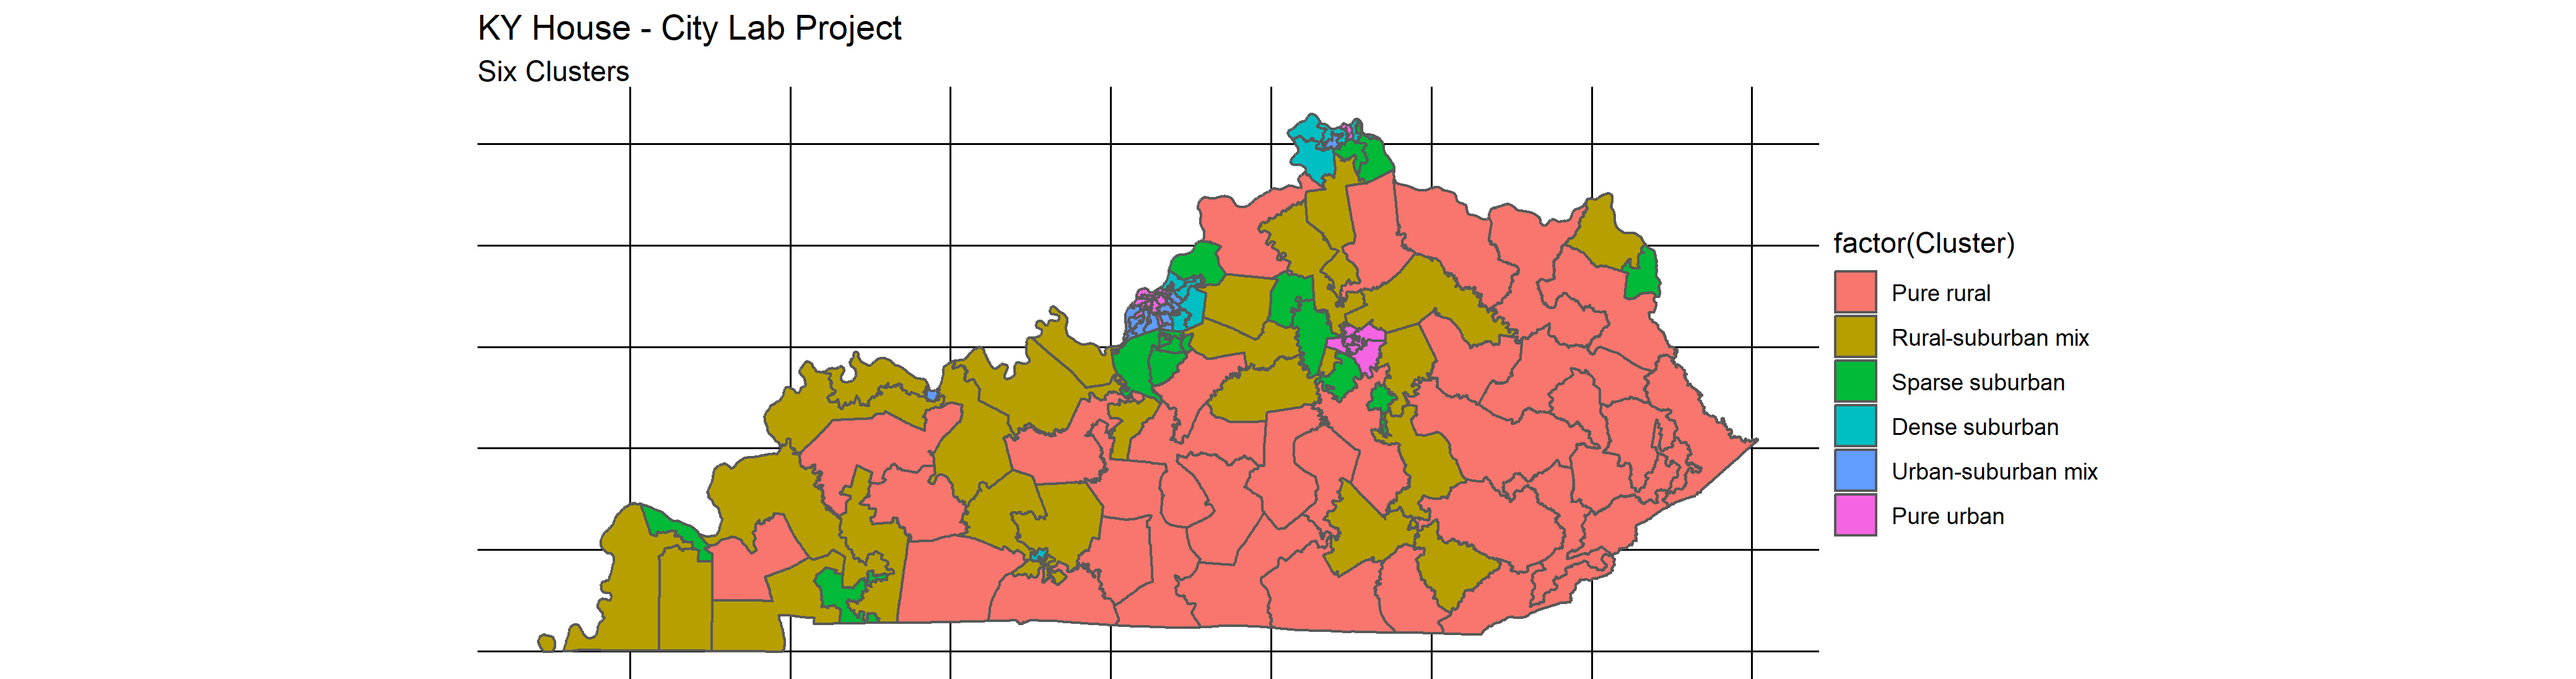 KY House - City Lab Project
Six Clusters
factor(Cluster)
Pure rural
Rural-suburban mix
Sparse suburban
Dense suburban
Urban-suburban mix
Pure urban